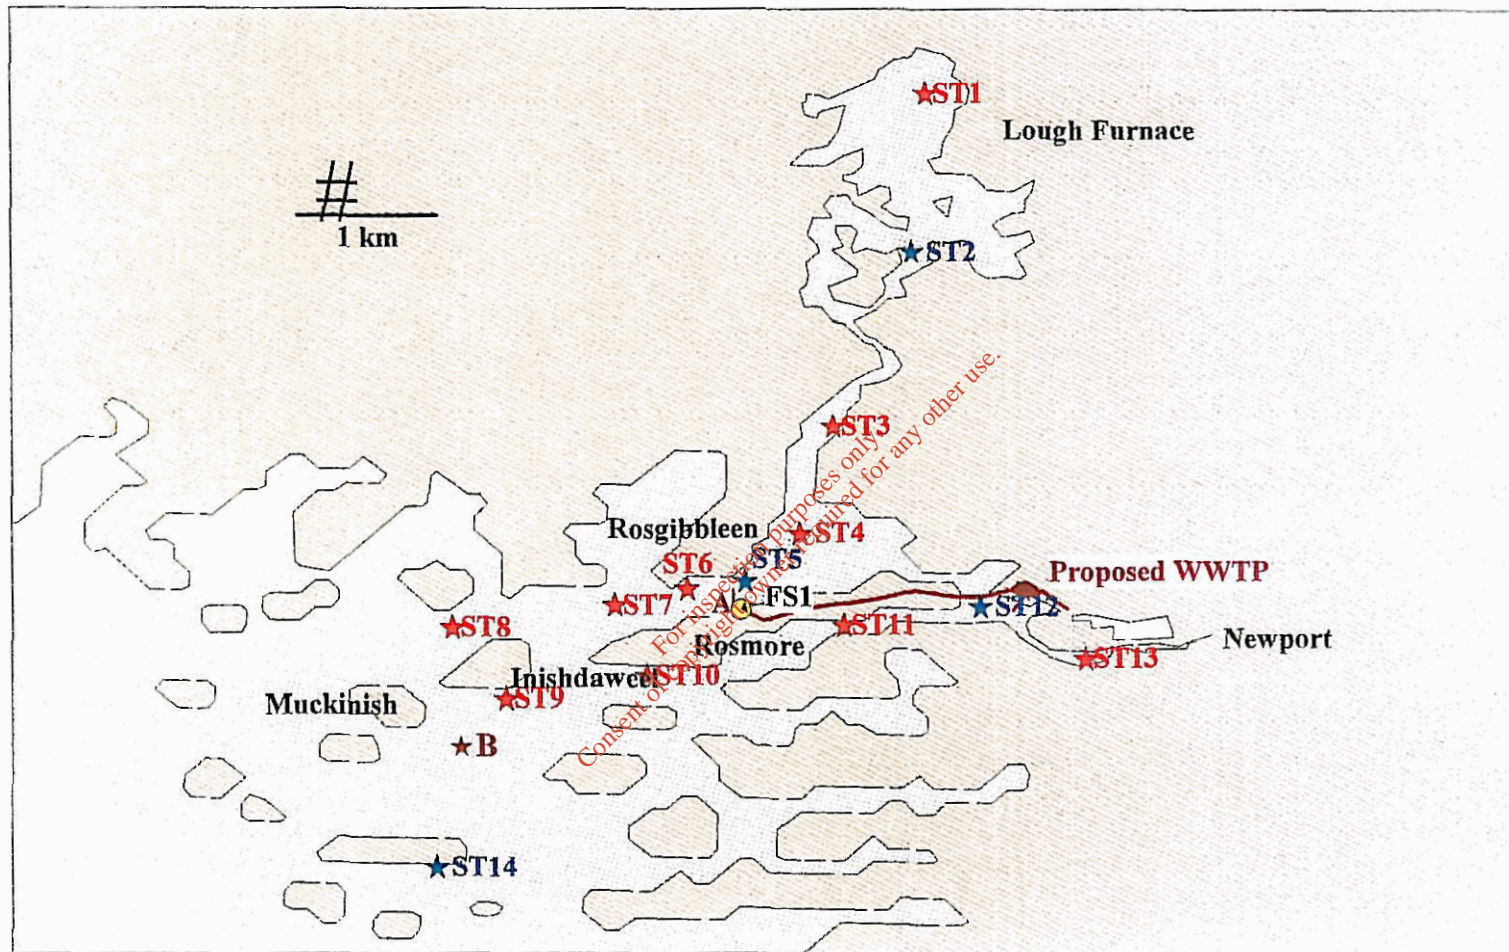 ST1
Lough Furnace
1 km
ST2
ST3
Rosgibbleen
ST4
ST5
ST6
Proposed WWTP
ST7
A
FS1
ST12
ST8
ST11
Rosmore
Newport
ST13
Inishdaweel
ST10
Muckinish
ST9
B
ST14
For inspection purposes only.
Consent of copyright owner required for any other use.